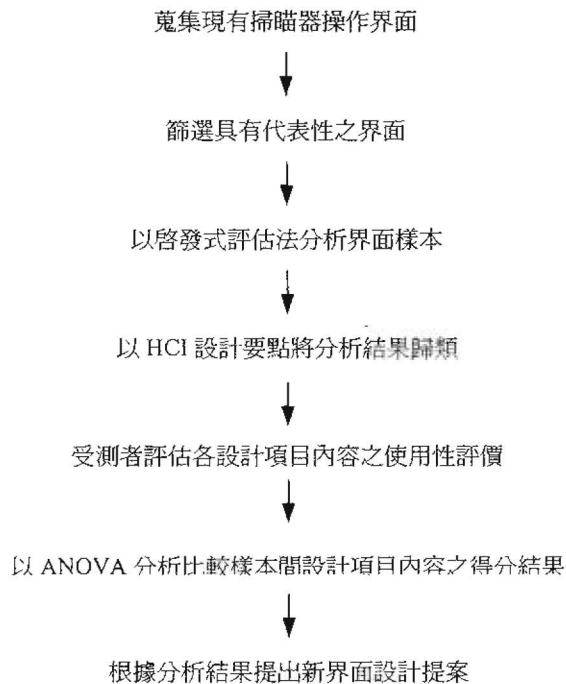 蒐集現有掃瞄器操作界面
篩選具有代表性之界面
以啓發式評估法分析界面樣本
以 HCI 設計要點將分析結果歸類
受測者評估各設計項目內容之使用性評價
以 ANOVA 分析比較樣本間設計項目內容之得分結果
根據分析結果提出新界面設計提案